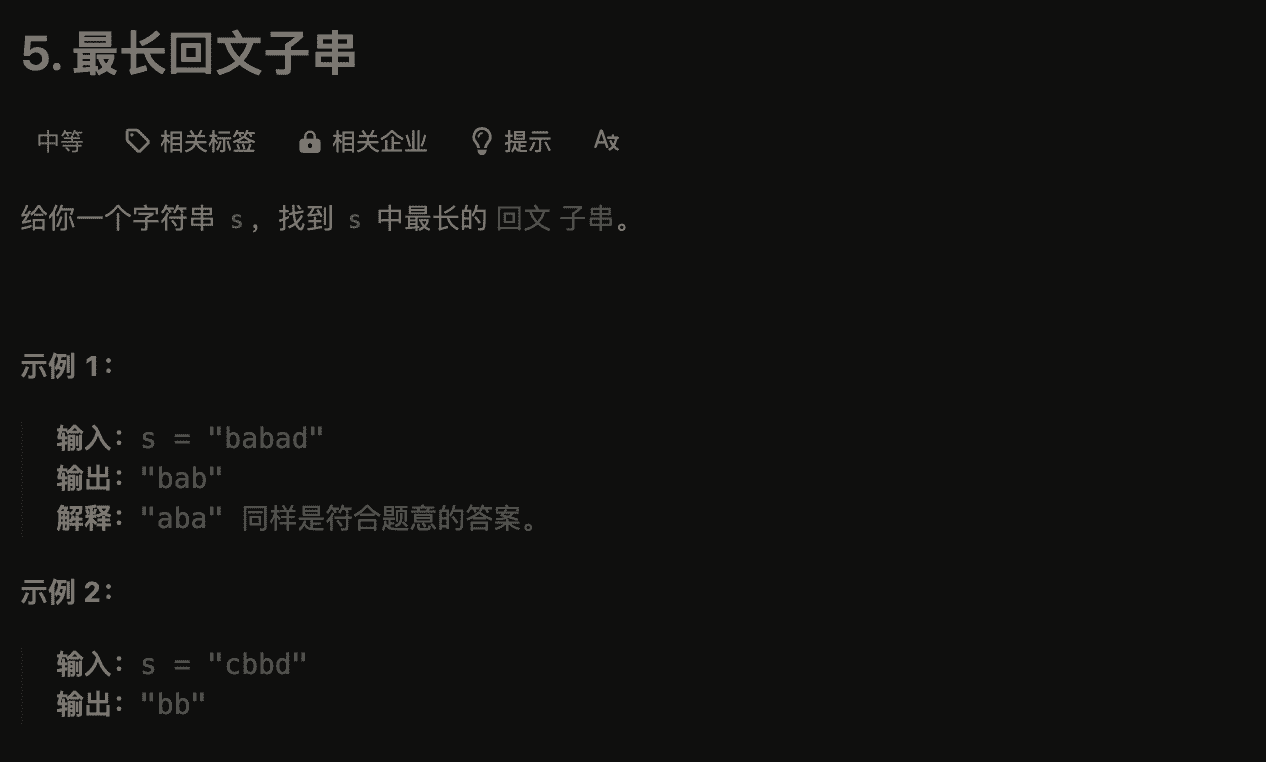 5. 最长回文子串
中等 相关标签 相关企业 提示
给你一个字符串 s，找到 s 中最长的 回文 子串。
示例 1：
输入：s = "babad"
输出："bab"
解释："aba" 同样是符合题意的答案。
示例 2：
输入：s = "cbbd"
输出："bb"